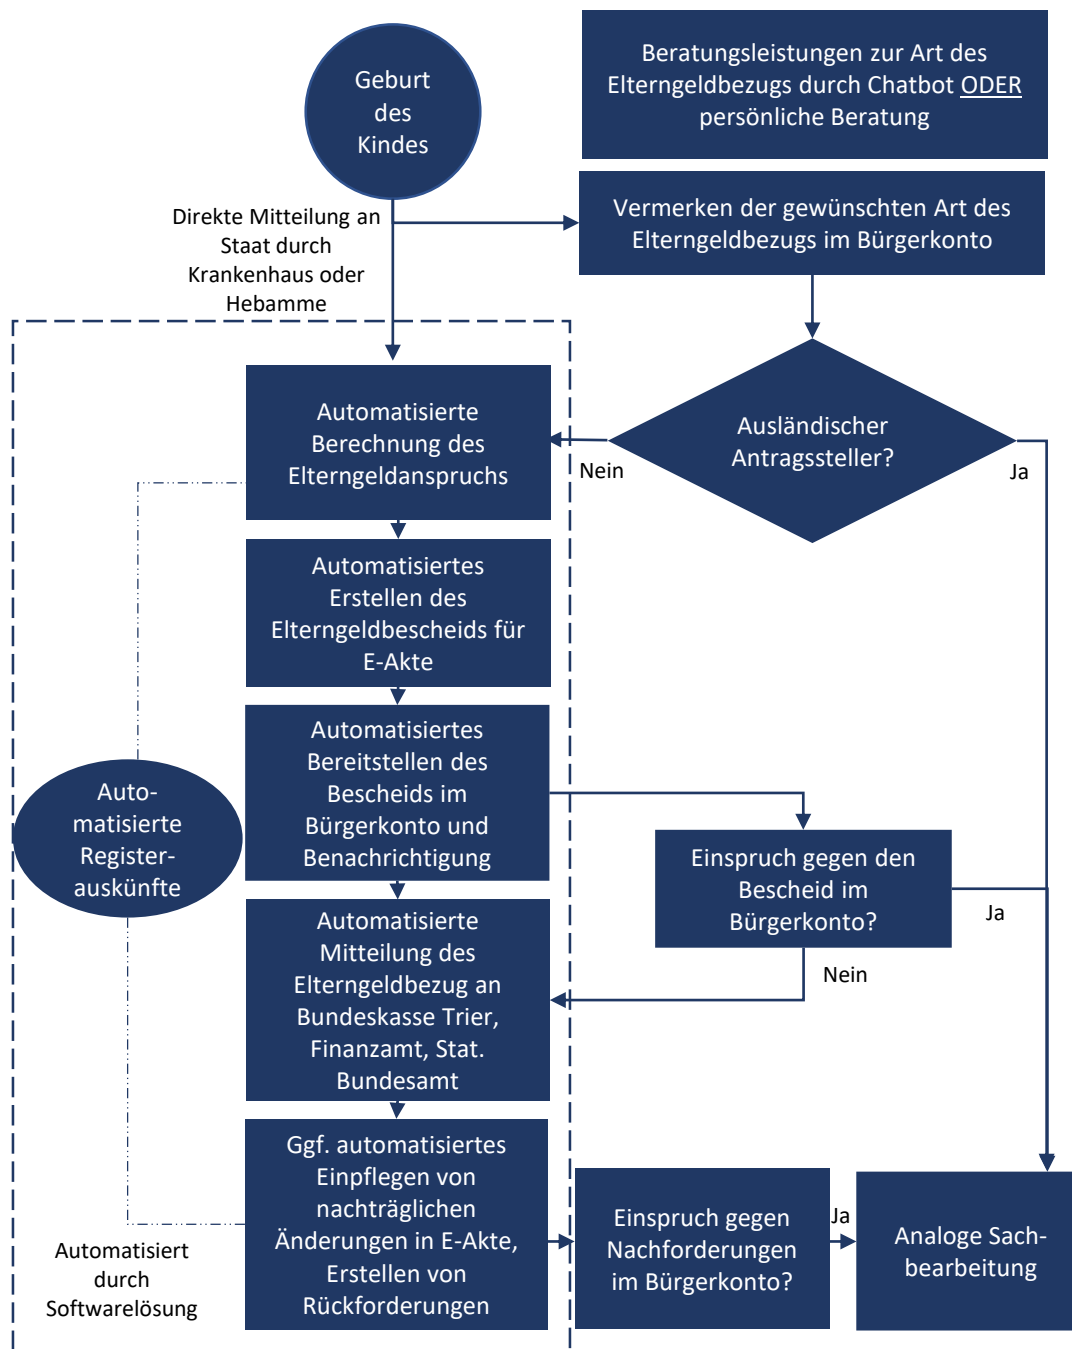 Geburt
des
Kindes
Beratungsleistungen zur Art des
Elterngeldbezugs durch Chatbot ODER
persönliche Beratung
Direkte Mitteilung an
Staat durch
Krankenhaus oder
Hebamme
Vermerken der gewünschten Art des
Elterngeldbezugs im Bürgerkonto
Ausländischer
Antragssteller?
Nein
Ja
Automatisierte
Berechnung des
Elterngeldanspruchs
Automatisiertes
Erstellen des
Elterngeldbescheids für
E-Akte
Automatisiertes
Bereitstellen des
Bescheids im
Bürgerkonto und
Benachrichtigung
Auto-
matisierte
Register-
auskünfte
Einspruch gegen den
Bescheid im
Bürgerkonto?
Ja
Nein
Automatisierte
Mitteilung des
Elterngeldbezug an
Bundeskasse Trier,
Finanzamt, Stat.
Bundesamt
Ggf. automatisiertes
Einpflegen von
nachträglichen
Änderungen in E-Akte,
Erstellen von
Rückforderungen
Einspruch gegen
Nachforderungen
im Bürgerkonto?
Ja
Analoge Sach-
bearbeitung
Automatisiert
durch
Softwarelösung